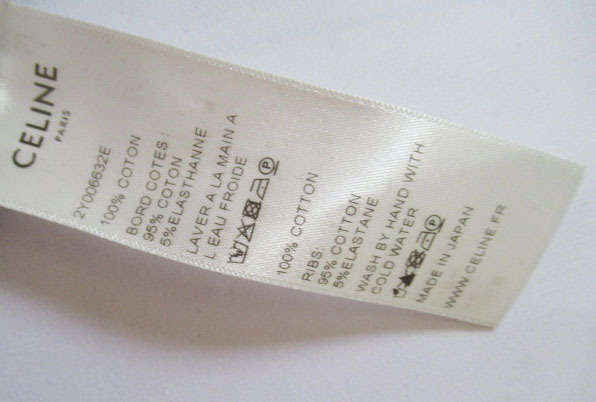 CELINE
PARIS
2Y006632E
100% COTON
BORD COTES :
95% COTON
5%ELASTHANNE
LAVER A LA MAIN A
L EAU FROIDE
100% COTTON
RIBS:
95% COTTON
5%ELASTANE
WASH BY HAND WITH
COLD WATER
MADE IN JAPAN
WWW.CELINE.FR